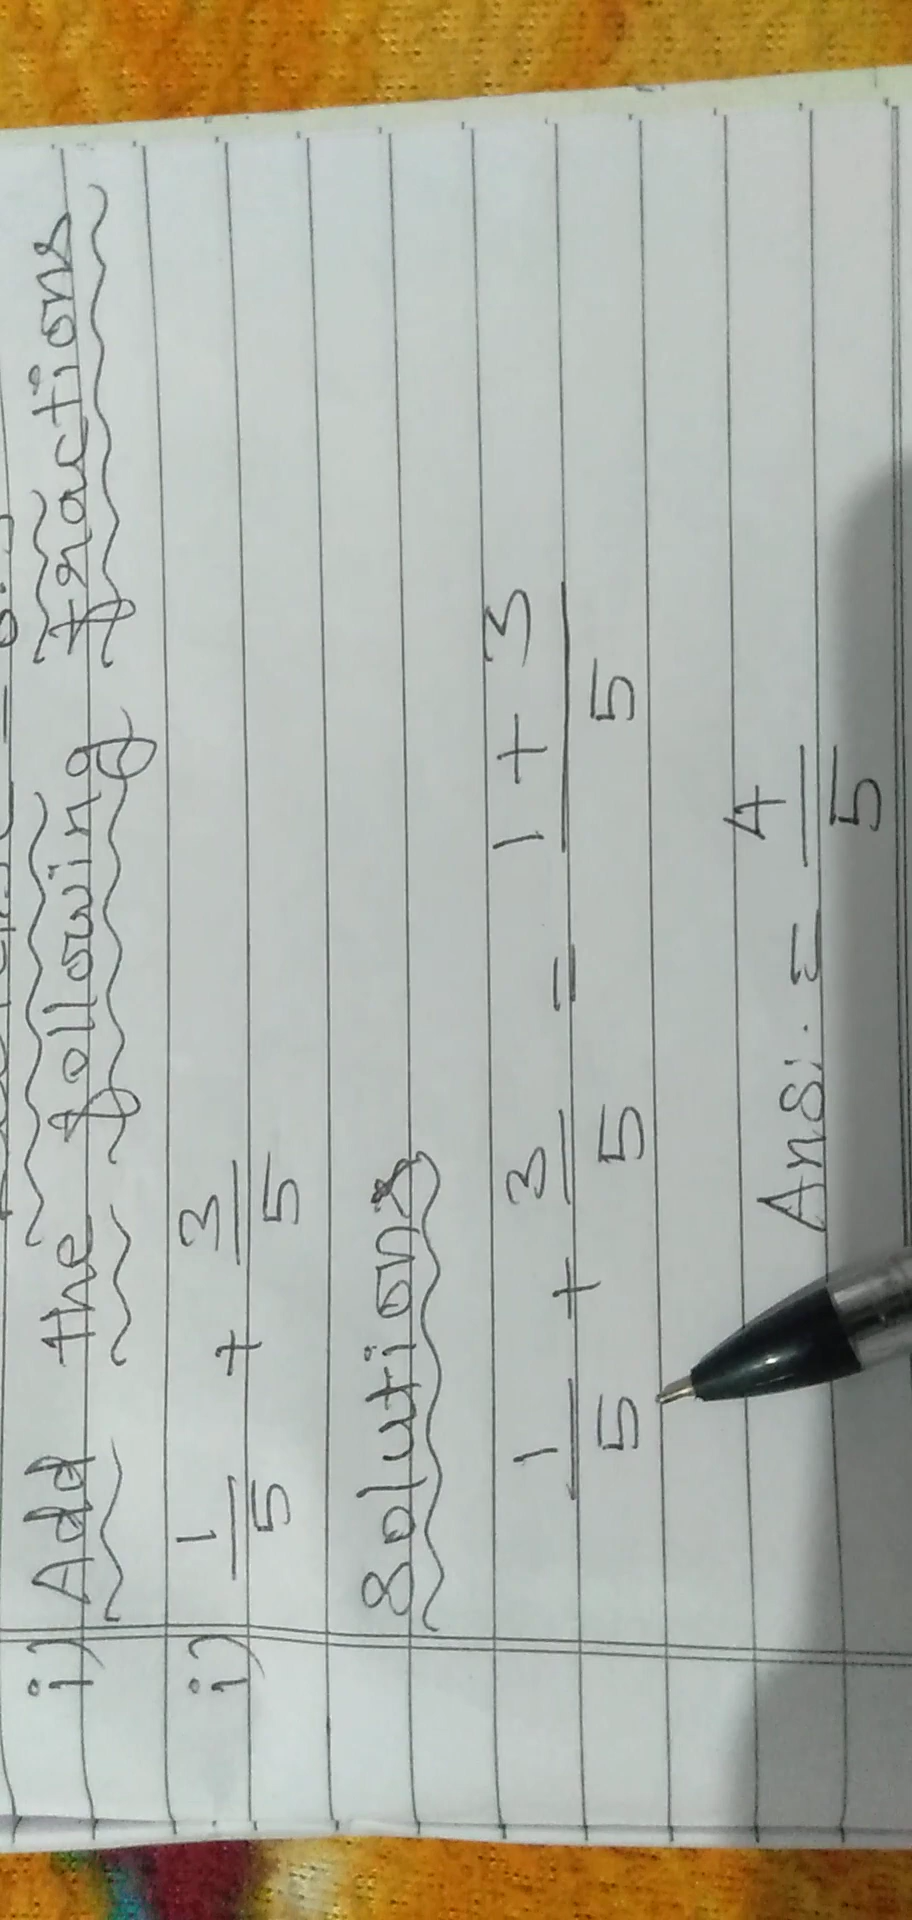 i) Add the following fractions
i) 1/5 + 3/5
Solutions
1/5 + 3/5 = 1 + 3/5
Ans: = 4/5